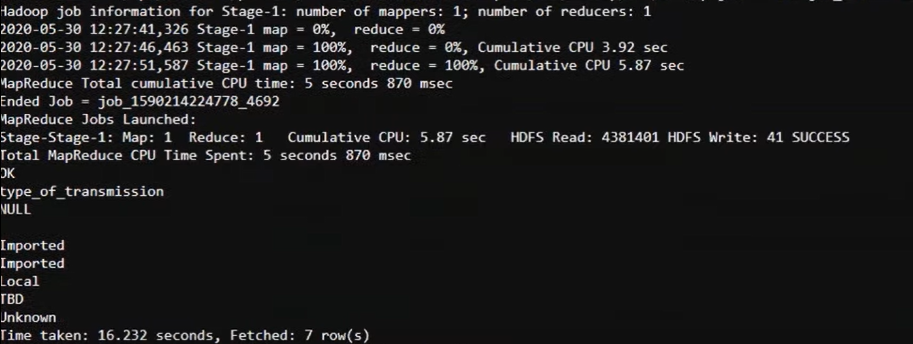 Hadoop job information for Stage-1: number of mappers: 1; number of reducers: 1
2020-05-30 12:27:41,326 Stage-1 map = 0%,  reduce = 0%
2020-05-30 12:27:46,463 Stage-1 map = 100%,  reduce = 0%, Cumulative CPU 3.92 sec
2020-05-30 12:27:51,587 Stage-1 map = 100%,  reduce = 100%, Cumulative CPU 5.87 sec
MapReduce Total cumulative CPU time: 5 seconds 870 msec
Ended Job = job_1590214224778_4692
MapReduce Jobs Launched:
Stage-Stage-1: Map: 1  Reduce: 1   Cumulative CPU: 5.87 sec   HDFS Read: 4381401 HDFS Write: 41 SUCCESS
Total MapReduce CPU Time Spent: 5 seconds 870 msec
OK
type_of_transmission
NULL
Imported
Imported
Local
TBD
Unknown
Time taken: 16.232 seconds, Fetched: 7 row(s)